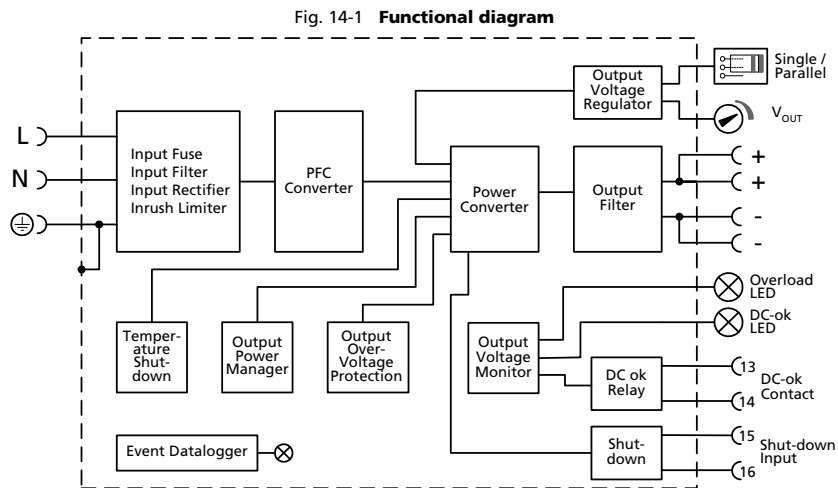 Fig. 14-1 Functional diagram
Output
Voltage
Regulator
Single /
Parallel
VOUT
L
N
Input Fuse
Input Filter
Input Rectifier
Inrush Limiter
PFC
Converter
Power
Converter
Output
Filter
+
+
-
-
Temper-
ature
Shut-
down
Output
Power
Manager
Output
Over-
Voltage
Protection
Output
Voltage
Monitor
Overload
LED
DC-ok
LED
DC ok
Relay
13
14
DC-ok
Contact
Event Datalogger
Shut-
down
15
16
Shut-down
Input